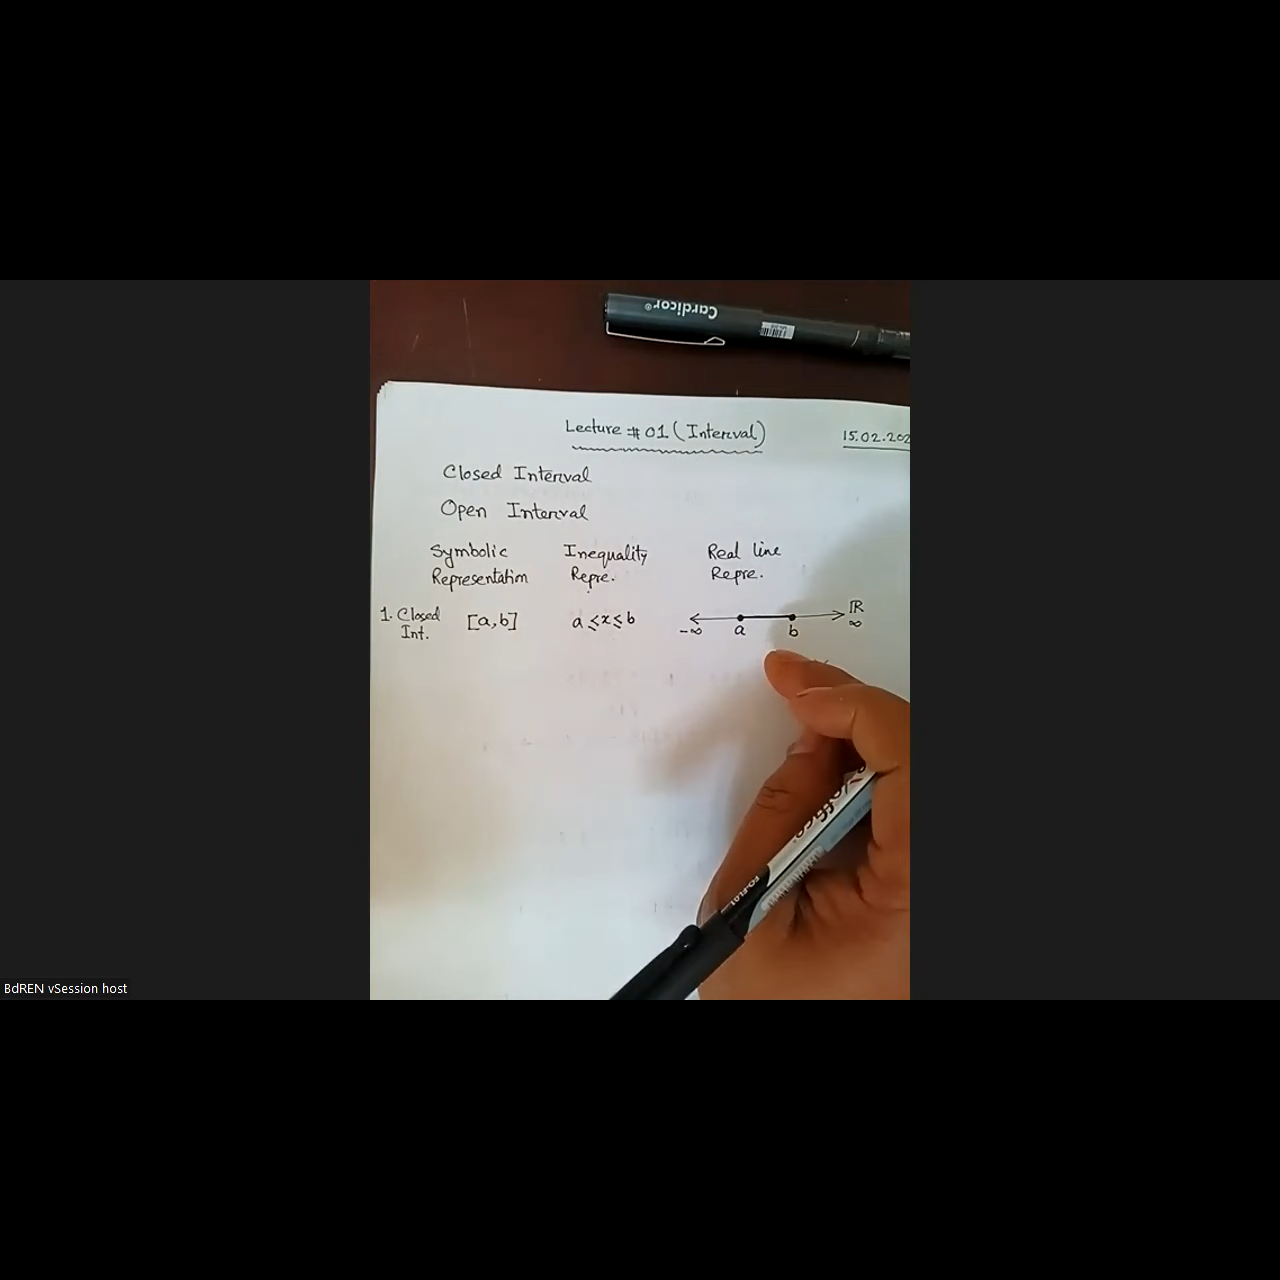 Cardicor®
Lecture # 01 (Interval)
15.02.202
Closed Interval
Open Interval
Symbolic Representation
Inequality Repre.
Real line Repre.
1. Closed Int.
[a,b]
a ≤ x ≤ b
-∞ a b ∞ ℝ
BdREN vSession host